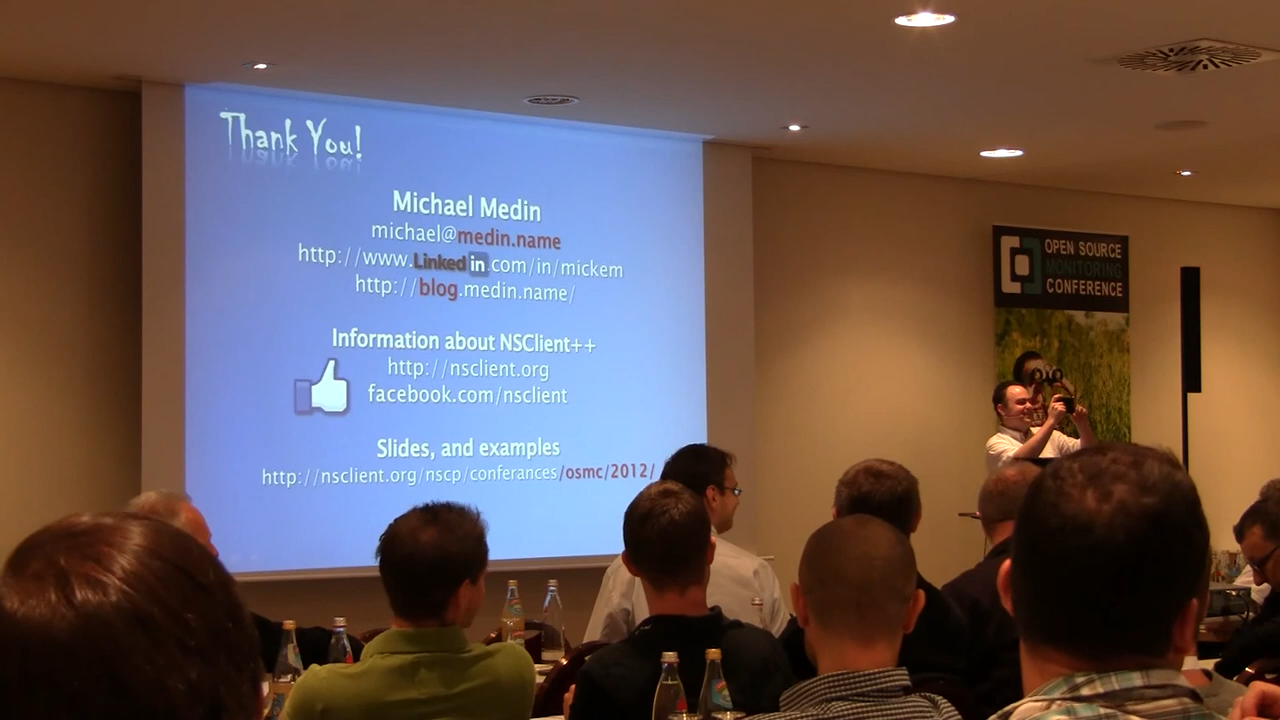 Thank You!
Michael Medin
michael@medin.name
http://www.Linked in.com/in/mickem
http://blog.medin.name/
Information about NSClient++
http://nsclient.org
facebook.com/nsclient
Slides, and examples
http://nsclient.org/nscp/conferances/osmc/2012/
OPEN SOURCE
MONITORING
CONFERENCE